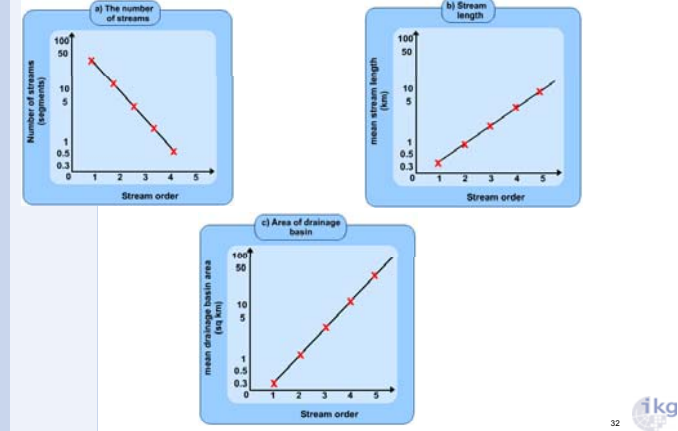 a) The number
of streams
Number of streams
(segments)
100
50
10
5
1
0.5
0.3
0 1 2 3 4 5
Stream order
b) Stream
length
mean stream length
(km)
100
50
10
5
1
0.5
0.3
0 1 2 3 4 5
Stream order
c) Area of drainage
basin
mean drainage basin area
(sq km)
100
50
10
5
1
0.5
0.3
0 1 2 3 4 5
Stream order
32
ikg